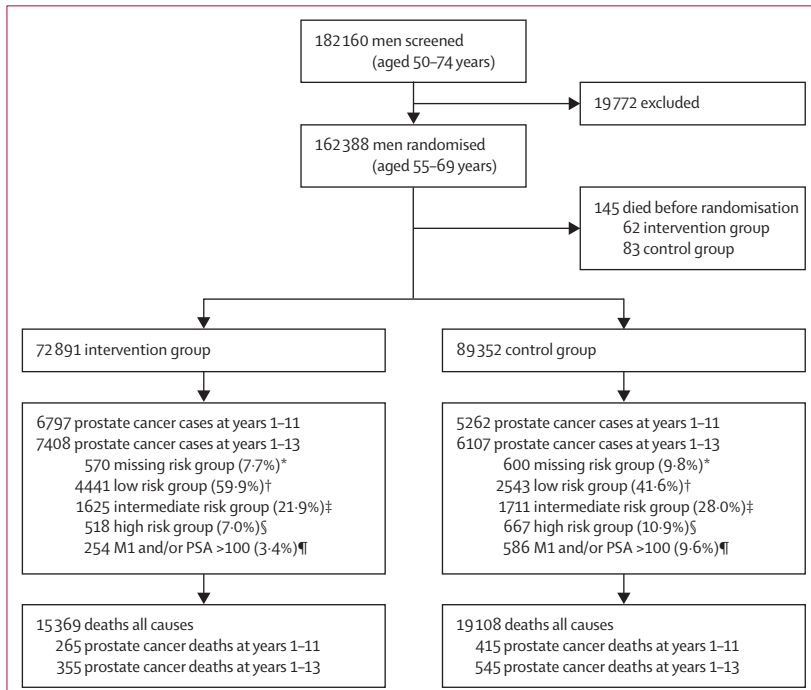 182160 men screened
(aged 50–74 years)
19772 excluded
162388 men randomised
(aged 55–69 years)
145 died before randomisation
62 intervention group
83 control group
72891 intervention group
89352 control group
6797 prostate cancer cases at years 1–11
7408 prostate cancer cases at years 1–13
570 missing risk group (7·7%)*
4441 low risk group (59·9%)†
1625 intermediate risk group (21·9%)‡
518 high risk group (7·0%)§
254 M1 and/or PSA >100 (3·4%)¶
5262 prostate cancer cases at years 1–11
6107 prostate cancer cases at years 1–13
600 missing risk group (9·8%)*
2543 low risk group (41·6%)†
1711 intermediate risk group (28·0%)‡
667 high risk group (10·9%)§
586 M1 and/or PSA >100 (9·6%)¶
15369 deaths all causes
265 prostate cancer deaths at years 1–11
355 prostate cancer deaths at years 1–13
19108 deaths all causes
415 prostate cancer deaths at years 1–11
545 prostate cancer deaths at years 1–13